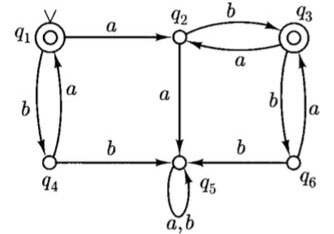 q₁ a q₂ b q₃
a
b a a b a
b b
q₄ q₅ q₆
a,b